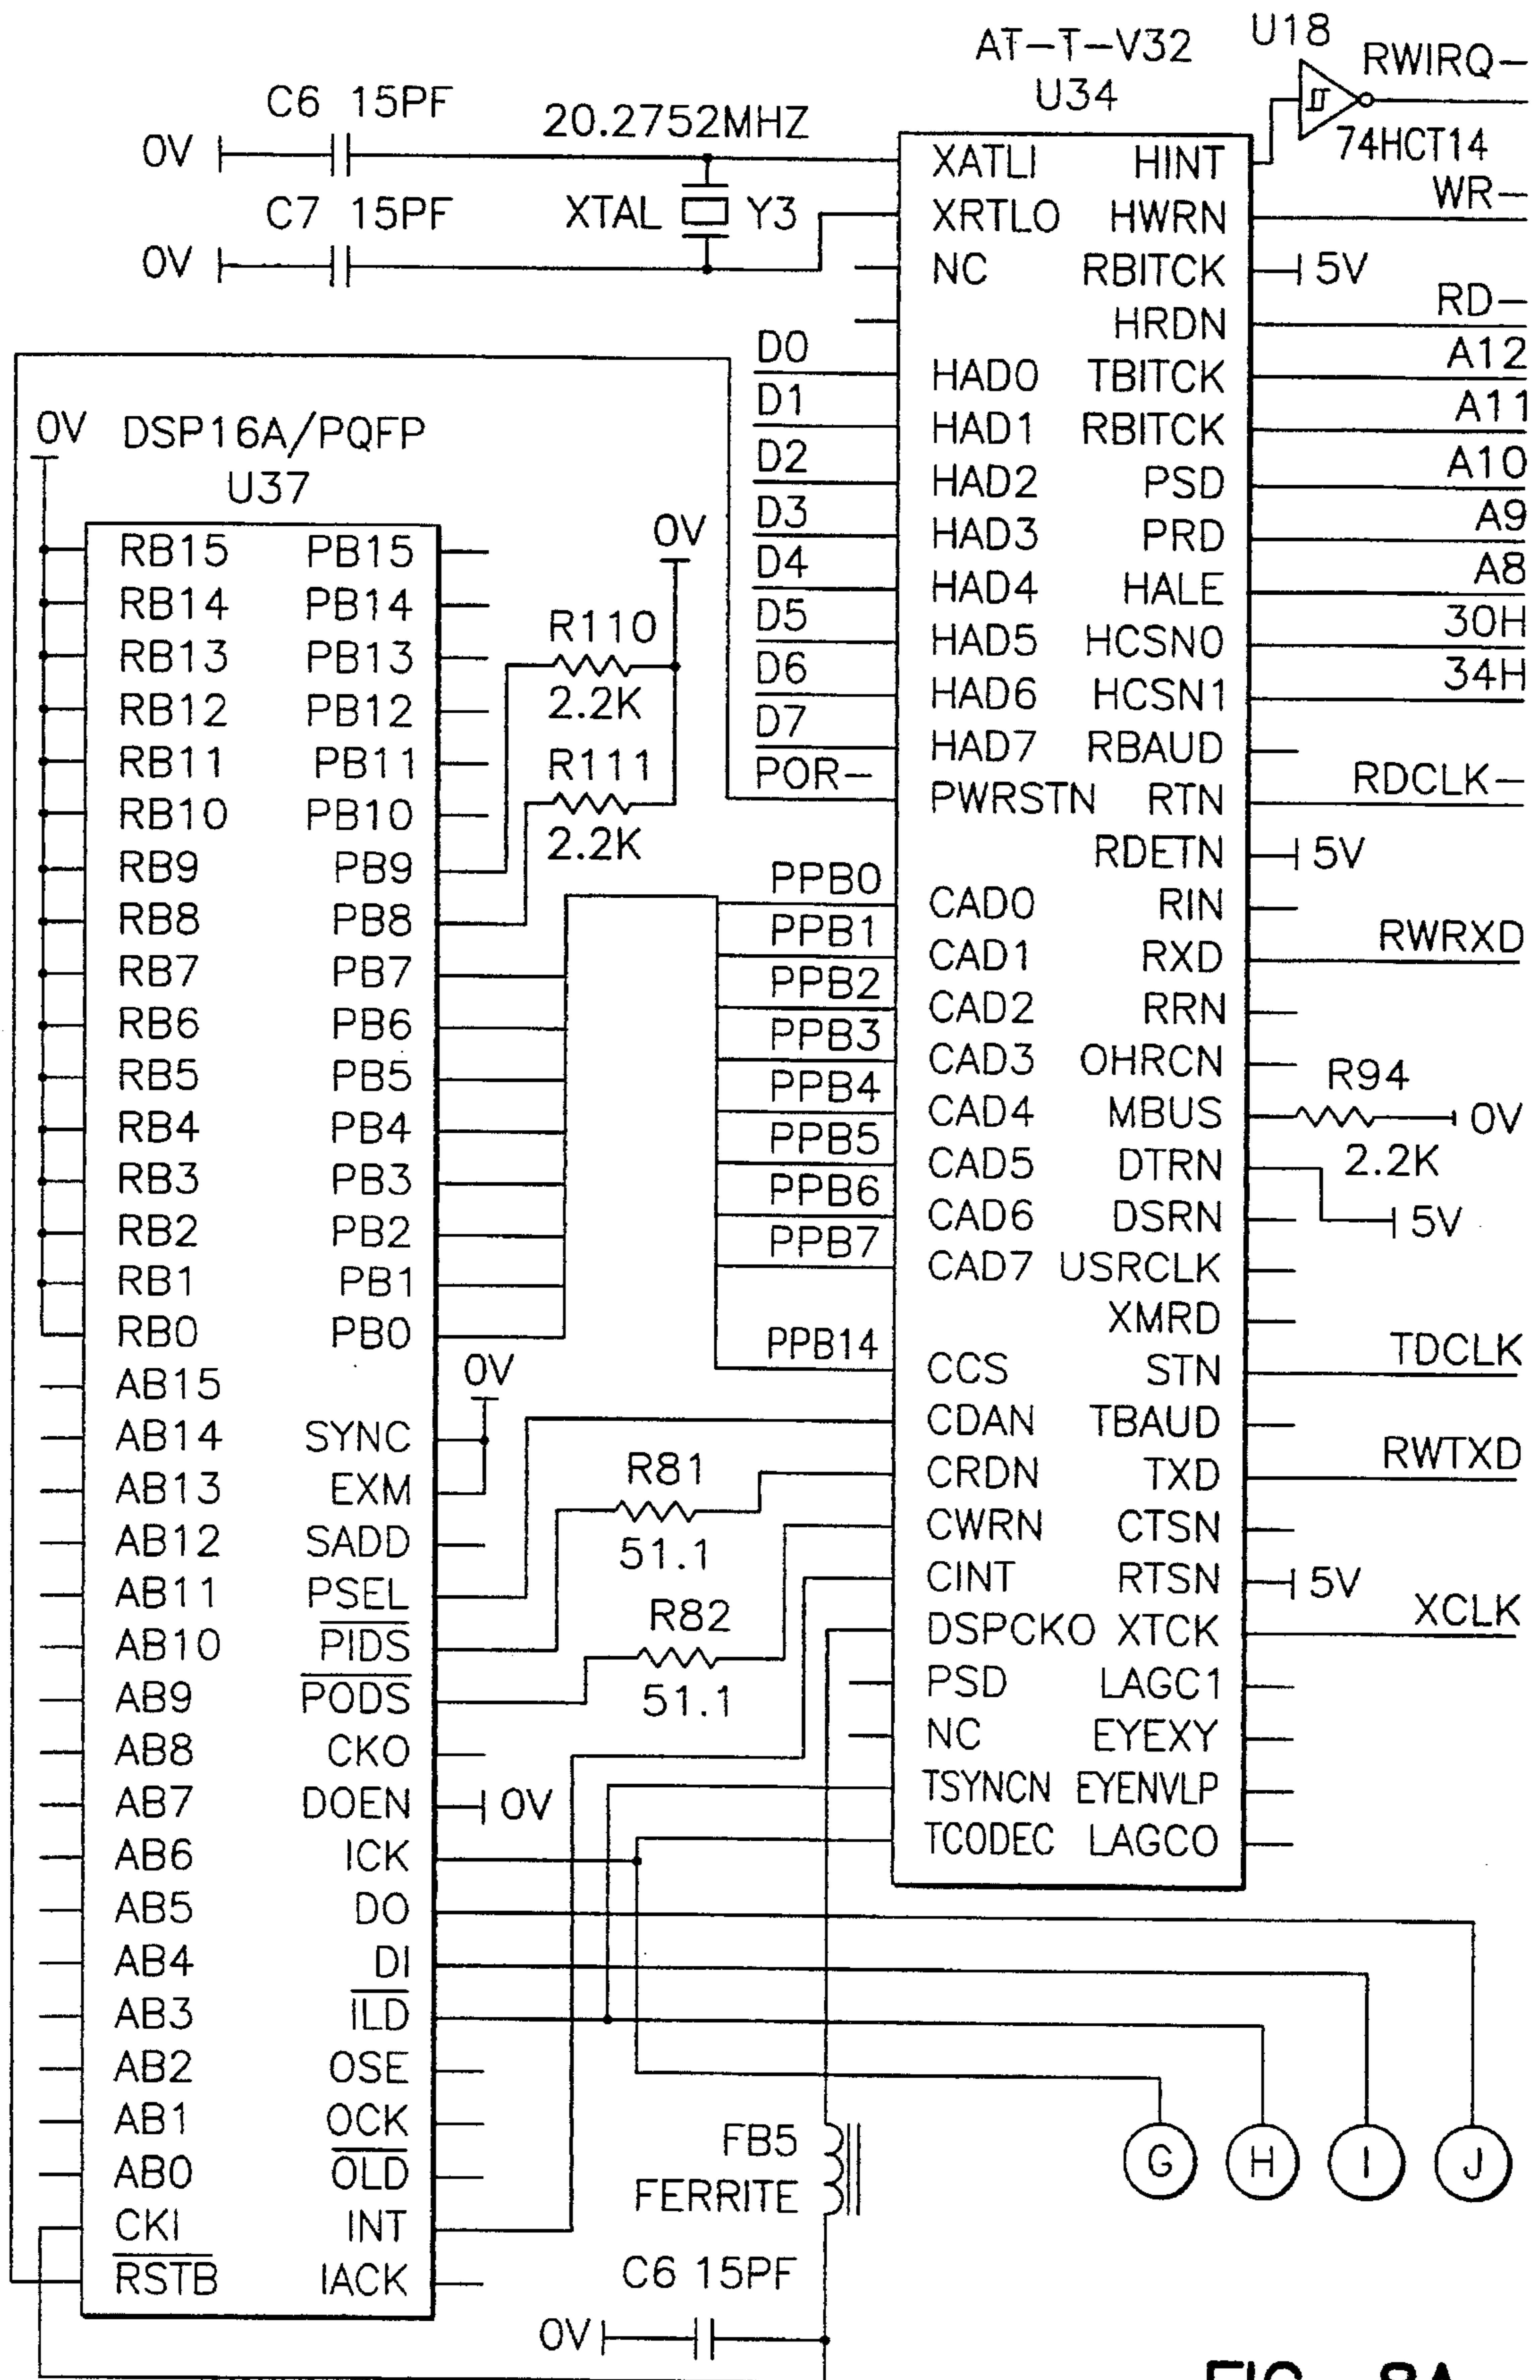 AT-T-V32
U34
U18
RWIRQ-
74HCT14
C6 15PF
20.2752MHZ
0V
C7 15PF
XTAL
Y3
0V
XATLI HINT
WR-
XRTLO HWRN
NC RBITCK 5V
HRDN RD-
D0 HAD0 TBITCK A12
D1 HAD1 RBITCK A11
D2 HAD2 PSD A10
D3 HAD3 PRD A9
D4 HAD4 HALE A8
D5 HAD5 HCSN0 30H
D6 HAD6 HCSN1 34H
D7 HAD7 RBAUD
POR- PWRSTN RTN RDCLK-
RDETN 5V
PPB0 CAD0 RIN
PPB1 CAD1 RXD RWRXD
PPB2 CAD2 RRN
PPB3 CAD3 OHRCN
PPB4 CAD4 MBUS
R94
2.2K
0V
PPB5 CAD5 DTRN
PPB6 CAD6 DSRN
5V
PPB7 CAD7 USRCLK
XMRD
PPB14 CCS STN TDCLK
CDAN TBAUD
CRDN TXD RWTXD
CWRN CTSN
CINT RTSN 5V
DSPCKO XTCK XCLK
PSD LAGC1
NC EYEXY
TSYNCN EYENVLP
TCODEC LAGCO
0V
DSP16A/PQFP
U37
RB15 PB15
RB14 PB14
RB13 PB13
RB12 PB12
RB11 PB11
RB10 PB10
RB9 PB9
RB8 PB8
RB7 PB7
RB6 PB6
RB5 PB5
RB4 PB4
RB3 PB3
RB2 PB2
RB1 PB1
RB0 PB0
AB15
AB14 SYNC
AB13 EXM
AB12 SADD
AB11 PSEL
AB10 PIDS
AB9 PODS
AB8 CKO
AB7 DOEN 0V
AB6 ICK
AB5 DO
AB4 DI
AB3 ILD
AB2 OSE
AB1 OCK
AB0 OLD
CKI INT
RSTB IACK
0V
R110
2.2K
R111
2.2K
0V
R81
51.1
R82
51.1
FB5
FERRITE
C6 15PF
0V
G H I J
FIG. 8A